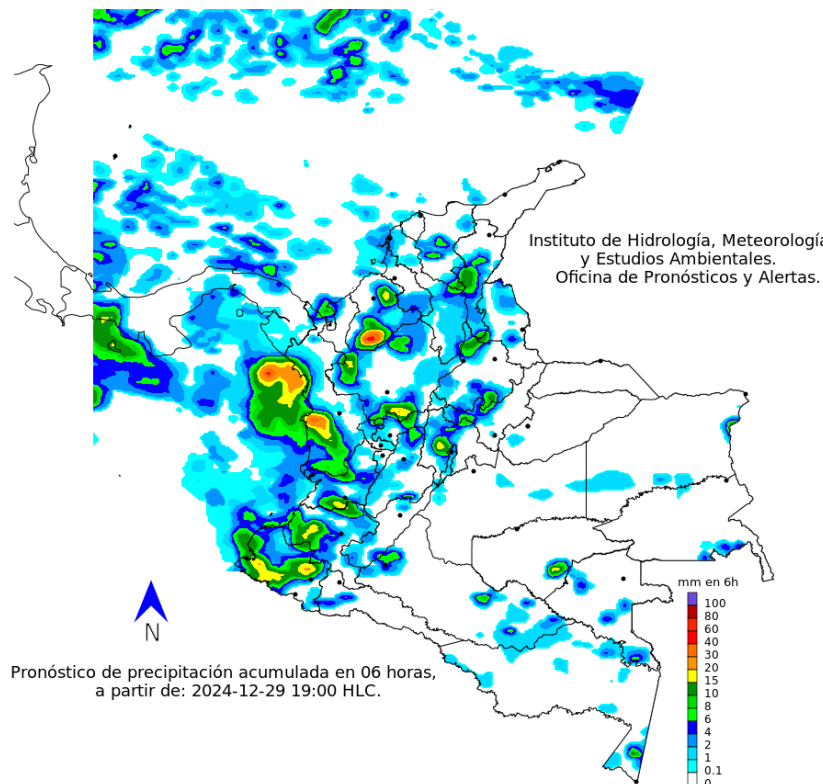 Instituto de Hidrología, Meteorología
y Estudios Ambientales.
Oficina de Pronósticos y Alertas.
mm en 6h
100
80
60
40
30
20
15
10
8
6
4
2
1
0.1
0
N
Pronóstico de precipitación acumulada en 06 horas,
a partir de: 2024-12-29 19:00 HLC.